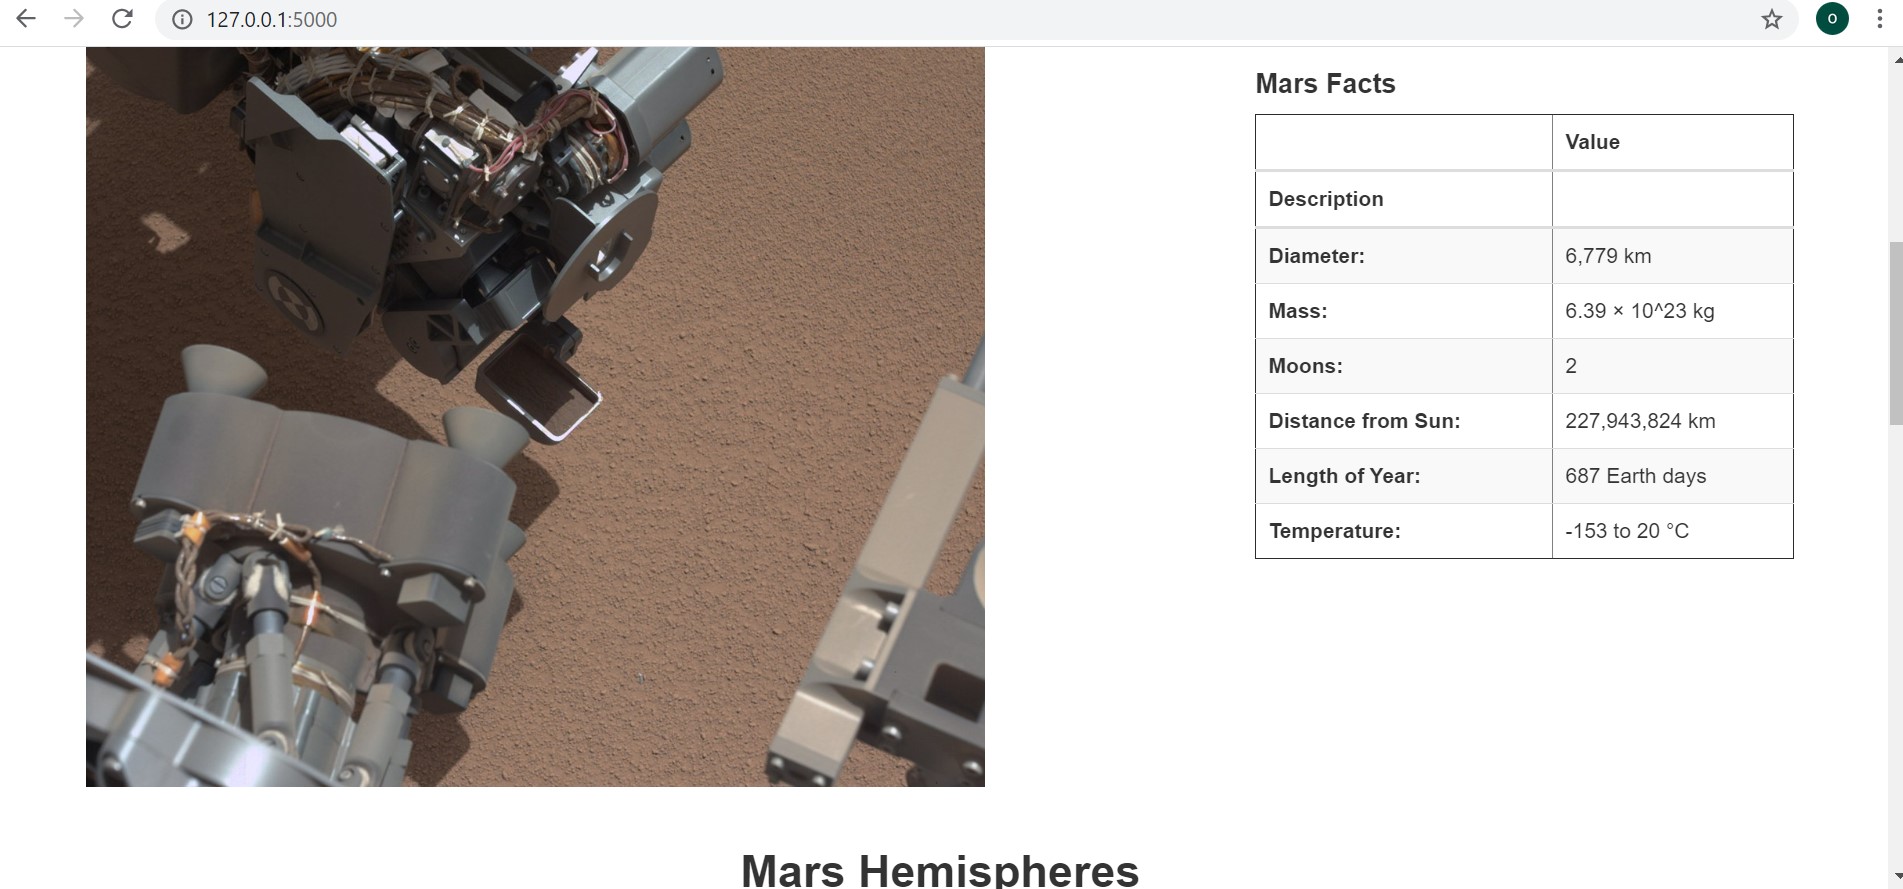 127.0.0.1:5000
O
Mars Facts
Value
Description
Diameter: 6,779 km
Mass: 6.39 × 10^23 kg
Moons: 2
Distance from Sun: 227,943,824 km
Length of Year: 687 Earth days
Temperature: -153 to 20 °C
Mars Hemispheres